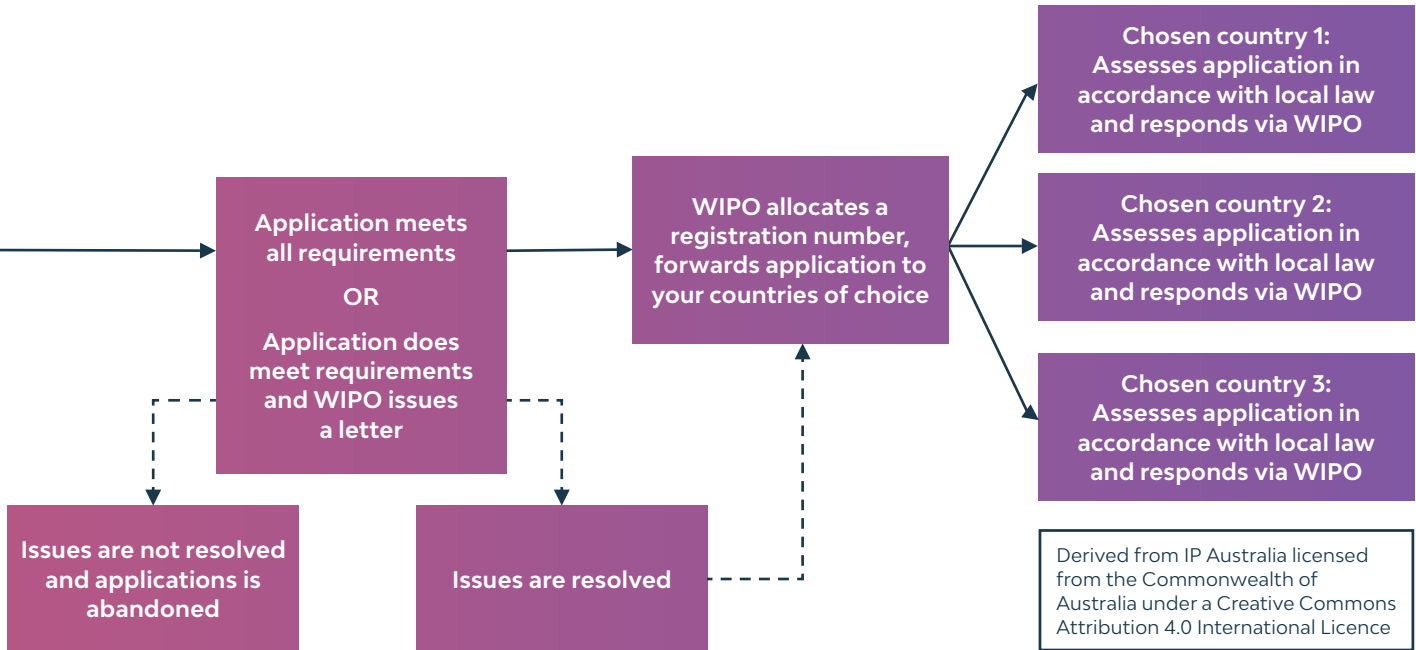 Application meets
all requirements
OR
Application does
meet requirements
and WIPO issues
a letter
Issues are not resolved
and applications is
abandoned
Issues are resolved
WIPO allocates a
registration number,
forwards application to
your countries of choice
Chosen country 1:
Assesses application in
accordance with local law
and responds via WIPO
Chosen country 2:
Assesses application in
accordance with local law
and responds via WIPO
Chosen country 3:
Assesses application in
accordance with local law
and responds via WIPO
Derived from IP Australia licensed
from the Commonwealth of
Australia under a Creative Commons
Attribution 4.0 International Licence